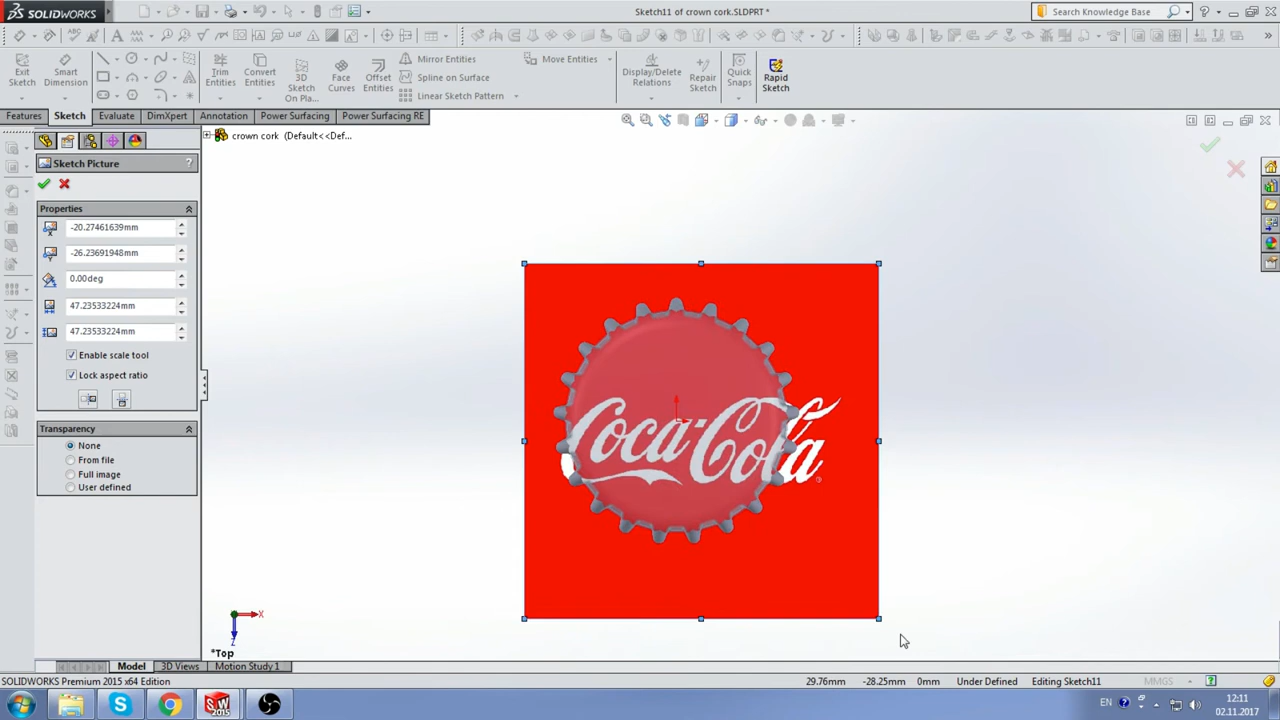 SOLIDWORKS
Sketch11 of crown cork.SLDPRT *
Search Knowledge Base
Exit Sketch
Smart Dimension
Trim Entities
Convert Entities
3D Sketch On Pla...
Face Curves
Offset Entities
Mirror Entities
Spline on Surface
Linear Sketch Pattern
Move Entities
Display/Delete Relations
Repair Sketch
Quick Snaps
Rapid Sketch
Features
Sketch
Evaluate
DimXpert
Annotation
Power Surfacing
Power Surfacing RE
crown cork (Default<<Def...
Sketch Picture
?
Properties
-20.27461639mm
-26.23691948mm
0.00deg
47.23533224mm
47.23533224mm
Enable scale tool
Lock aspect ratio
Transparency
None
From file
Full image
User defined
Coca-Cola
®
X
Z
*Top
Model
3D Views
Motion Study 1
SOLIDWORKS Premium 2015 x64 Edition
29.76mm
-28.25mm
0mm
Under Defined
Editing Sketch11
MMGS
SW
2015
EN
12:11
02.11.2017